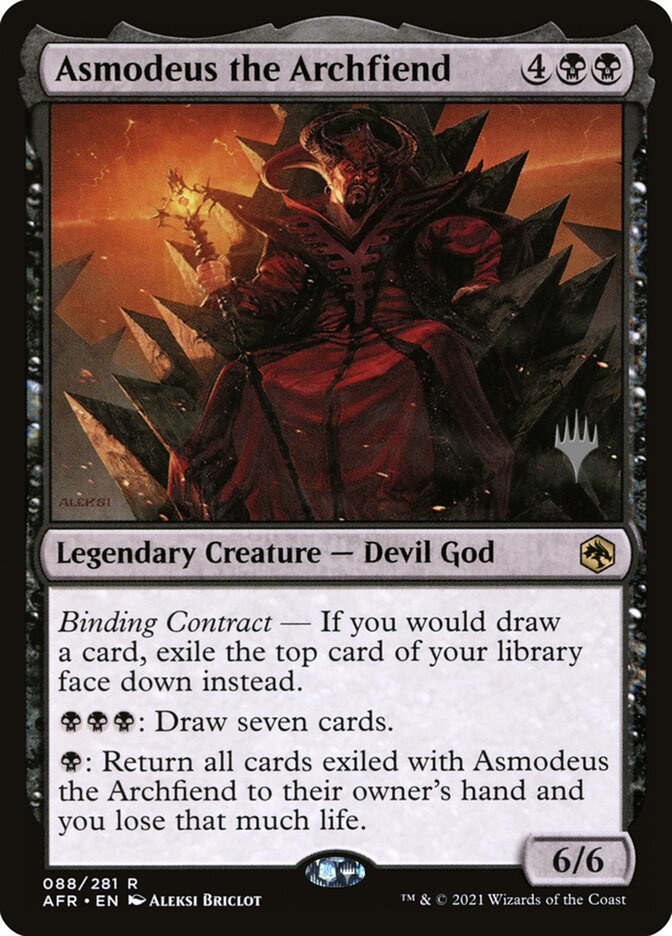 Asmodeus the Archfiend 4
ALEKSI
Legendary Creature — Devil God
Binding Contract — If you would draw
a card, exile the top card of your library
face down instead.
: Draw seven cards.
: Return all cards exiled with Asmodeus
the Archfiend to their owner's hand and
you lose that much life.
6/6
088/281 R
AFR • EN Aleksi Briclot
™ & © 2021 Wizards of the Coast